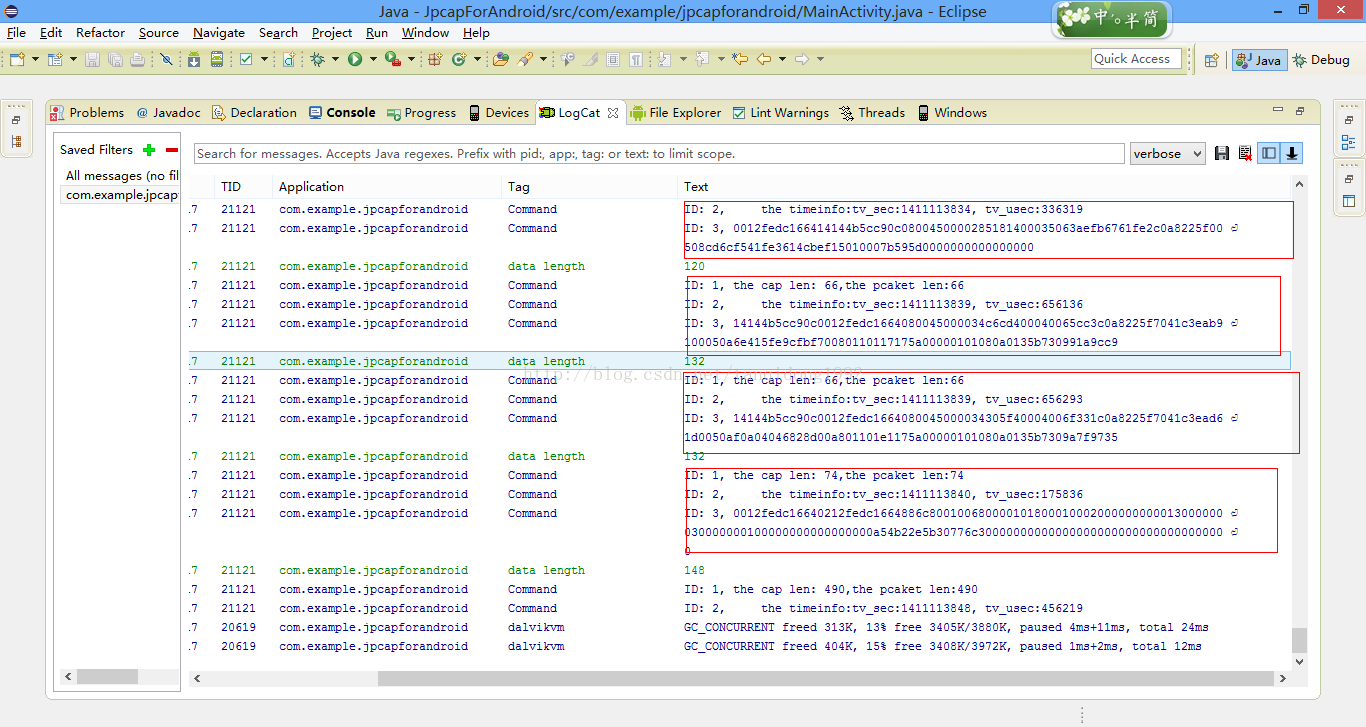 Java - JpcapForAndroid/src/com/example/jpcapforandroid/MainActivity.java - Eclipse
中 半 简
File Edit Refactor Source Navigate Search Project Run Window Help
Quick Access Java Debug
Problems @ Javadoc Declaration Console Progress Devices LogCat File Explorer Lint Warnings Threads Windows
Saved Filters
Search for messages. Accepts Java regexes. Prefix with pid:, app:, tag: or text: to limit scope. verbose
All messages (no fil
com.example.jpcap
TID Application Tag Text
.7 21121 com.example.jpcapforandroid Command ID: 2, the timeinfo:tv_sec:1411113834, tv_usec:336319
.7 21121 com.example.jpcapforandroid Command ID: 3, 0012fedc166414144b5cc90c0800450000285181400035063aefb6761fe2c0a8225f00
508cd6cf541fe3614cbef15010007b595d0000000000000000
.7 21121 com.example.jpcapforandroid data length 120
.7 21121 com.example.jpcapforandroid Command ID: 1, the cap len: 66,the pcaket len:66
.7 21121 com.example.jpcapforandroid Command ID: 2, the timeinfo:tv_sec:1411113839, tv_usec:656136
.7 21121 com.example.jpcapforandroid Command ID: 3, 14144b5cc90c0012fedc1664080045000034c6cd400040065cc3c0a8225f7041c3eab9
100050a6e415fe9cfbf70080110117175a00000101080a0135b730991a9cc9
.7 21121 com.example.jpcapforandroid data length 132
.7 21121 com.example.jpcapforandroid Command ID: 1, the cap len: 66,the pcaket len:66
.7 21121 com.example.jpcapforandroid Command ID: 2, the timeinfo:tv_sec:1411113839, tv_usec:656293
.7 21121 com.example.jpcapforandroid Command ID: 3, 14144b5cc90c0012fedc166408004500034305f40004006f331c0a8225f7041c3ead6
1d0050af0a04046828d00a801101e1175a00000101080a0135b7309a7f9735
.7 21121 com.example.jpcapforandroid data length 132
.7 21121 com.example.jpcapforandroid Command ID: 1, the cap len: 74,the pcaket len:74
.7 21121 com.example.jpcapforandroid Command ID: 2, the timeinfo:tv_sec:1411113840, tv_usec:175836
.7 21121 com.example.jpcapforandroid Command ID: 3, 0012fedc16640212fedc1664886c80010068000010180001000200000000013000000
03000000010000000000000000a54b22e5b30776c30000000000000000000000000000000000
0
.7 21121 com.example.jpcapforandroid data length 148
.7 21121 com.example.jpcapforandroid Command ID: 1, the cap len: 490,the pcaket len:490
.7 21121 com.example.jpcapforandroid Command ID: 2, the timeinfo:tv_sec:1411113848, tv_usec:456219
.7 20619 com.example.jpcapforandroid dalvikvm GC_CONCURRENT freed 313K, 13% free 3405K/3880K, paused 4ms+11ms, total 24ms
.7 20619 com.example.jpcapforandroid dalvikvm GC_CONCURRENT freed 404K, 15% free 3408K/3972K, paused 1ms+2ms, total 12ms